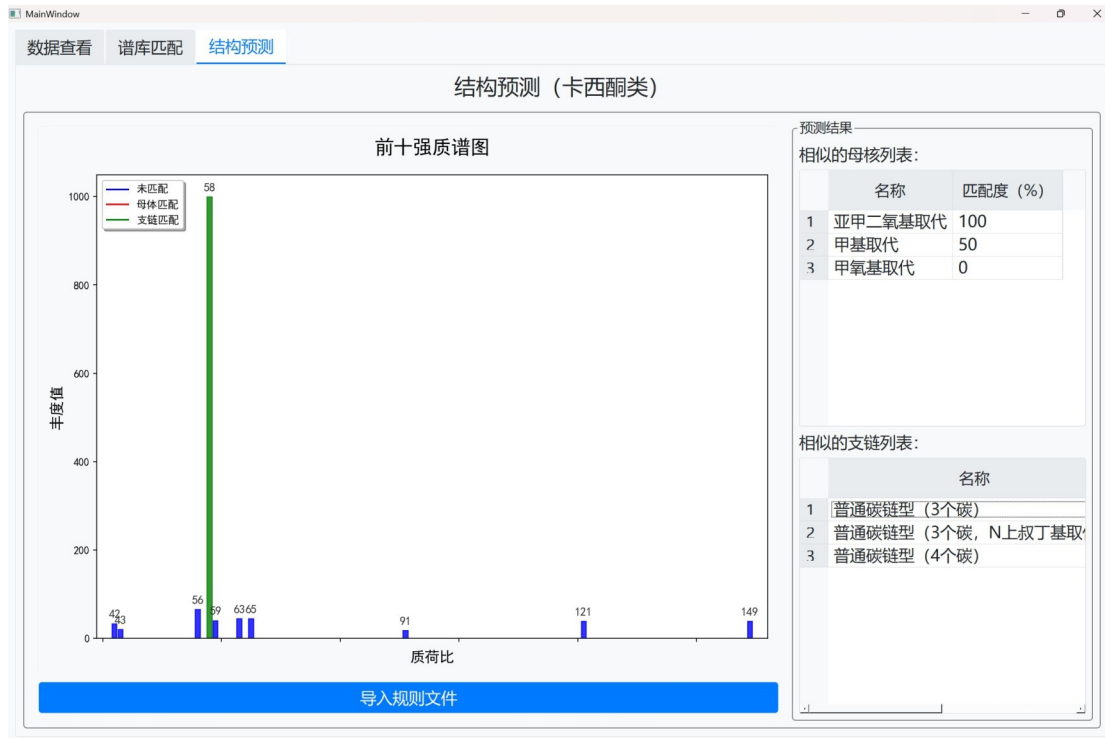 MainWindow
数据查看 谱库匹配 结构预测
结构预测（卡西酮类）
前十强质谱图
未匹配
母体匹配
支链匹配
丰度值
1000
800
600
400
200
0
42
43
56
58
59
63
65
91
121
149
质荷比
导入规则文件
预测结果
相似的母核列表：
名称 匹配度（%）
1 亚甲二氧基取代 100
2 甲基取代 50
3 甲氧基取代 0
相似的支链列表：
名称
1 普通碳链型（3个碳）
2 普通碳链型（3个碳，N上叔丁基取
3 普通碳链型（4个碳）